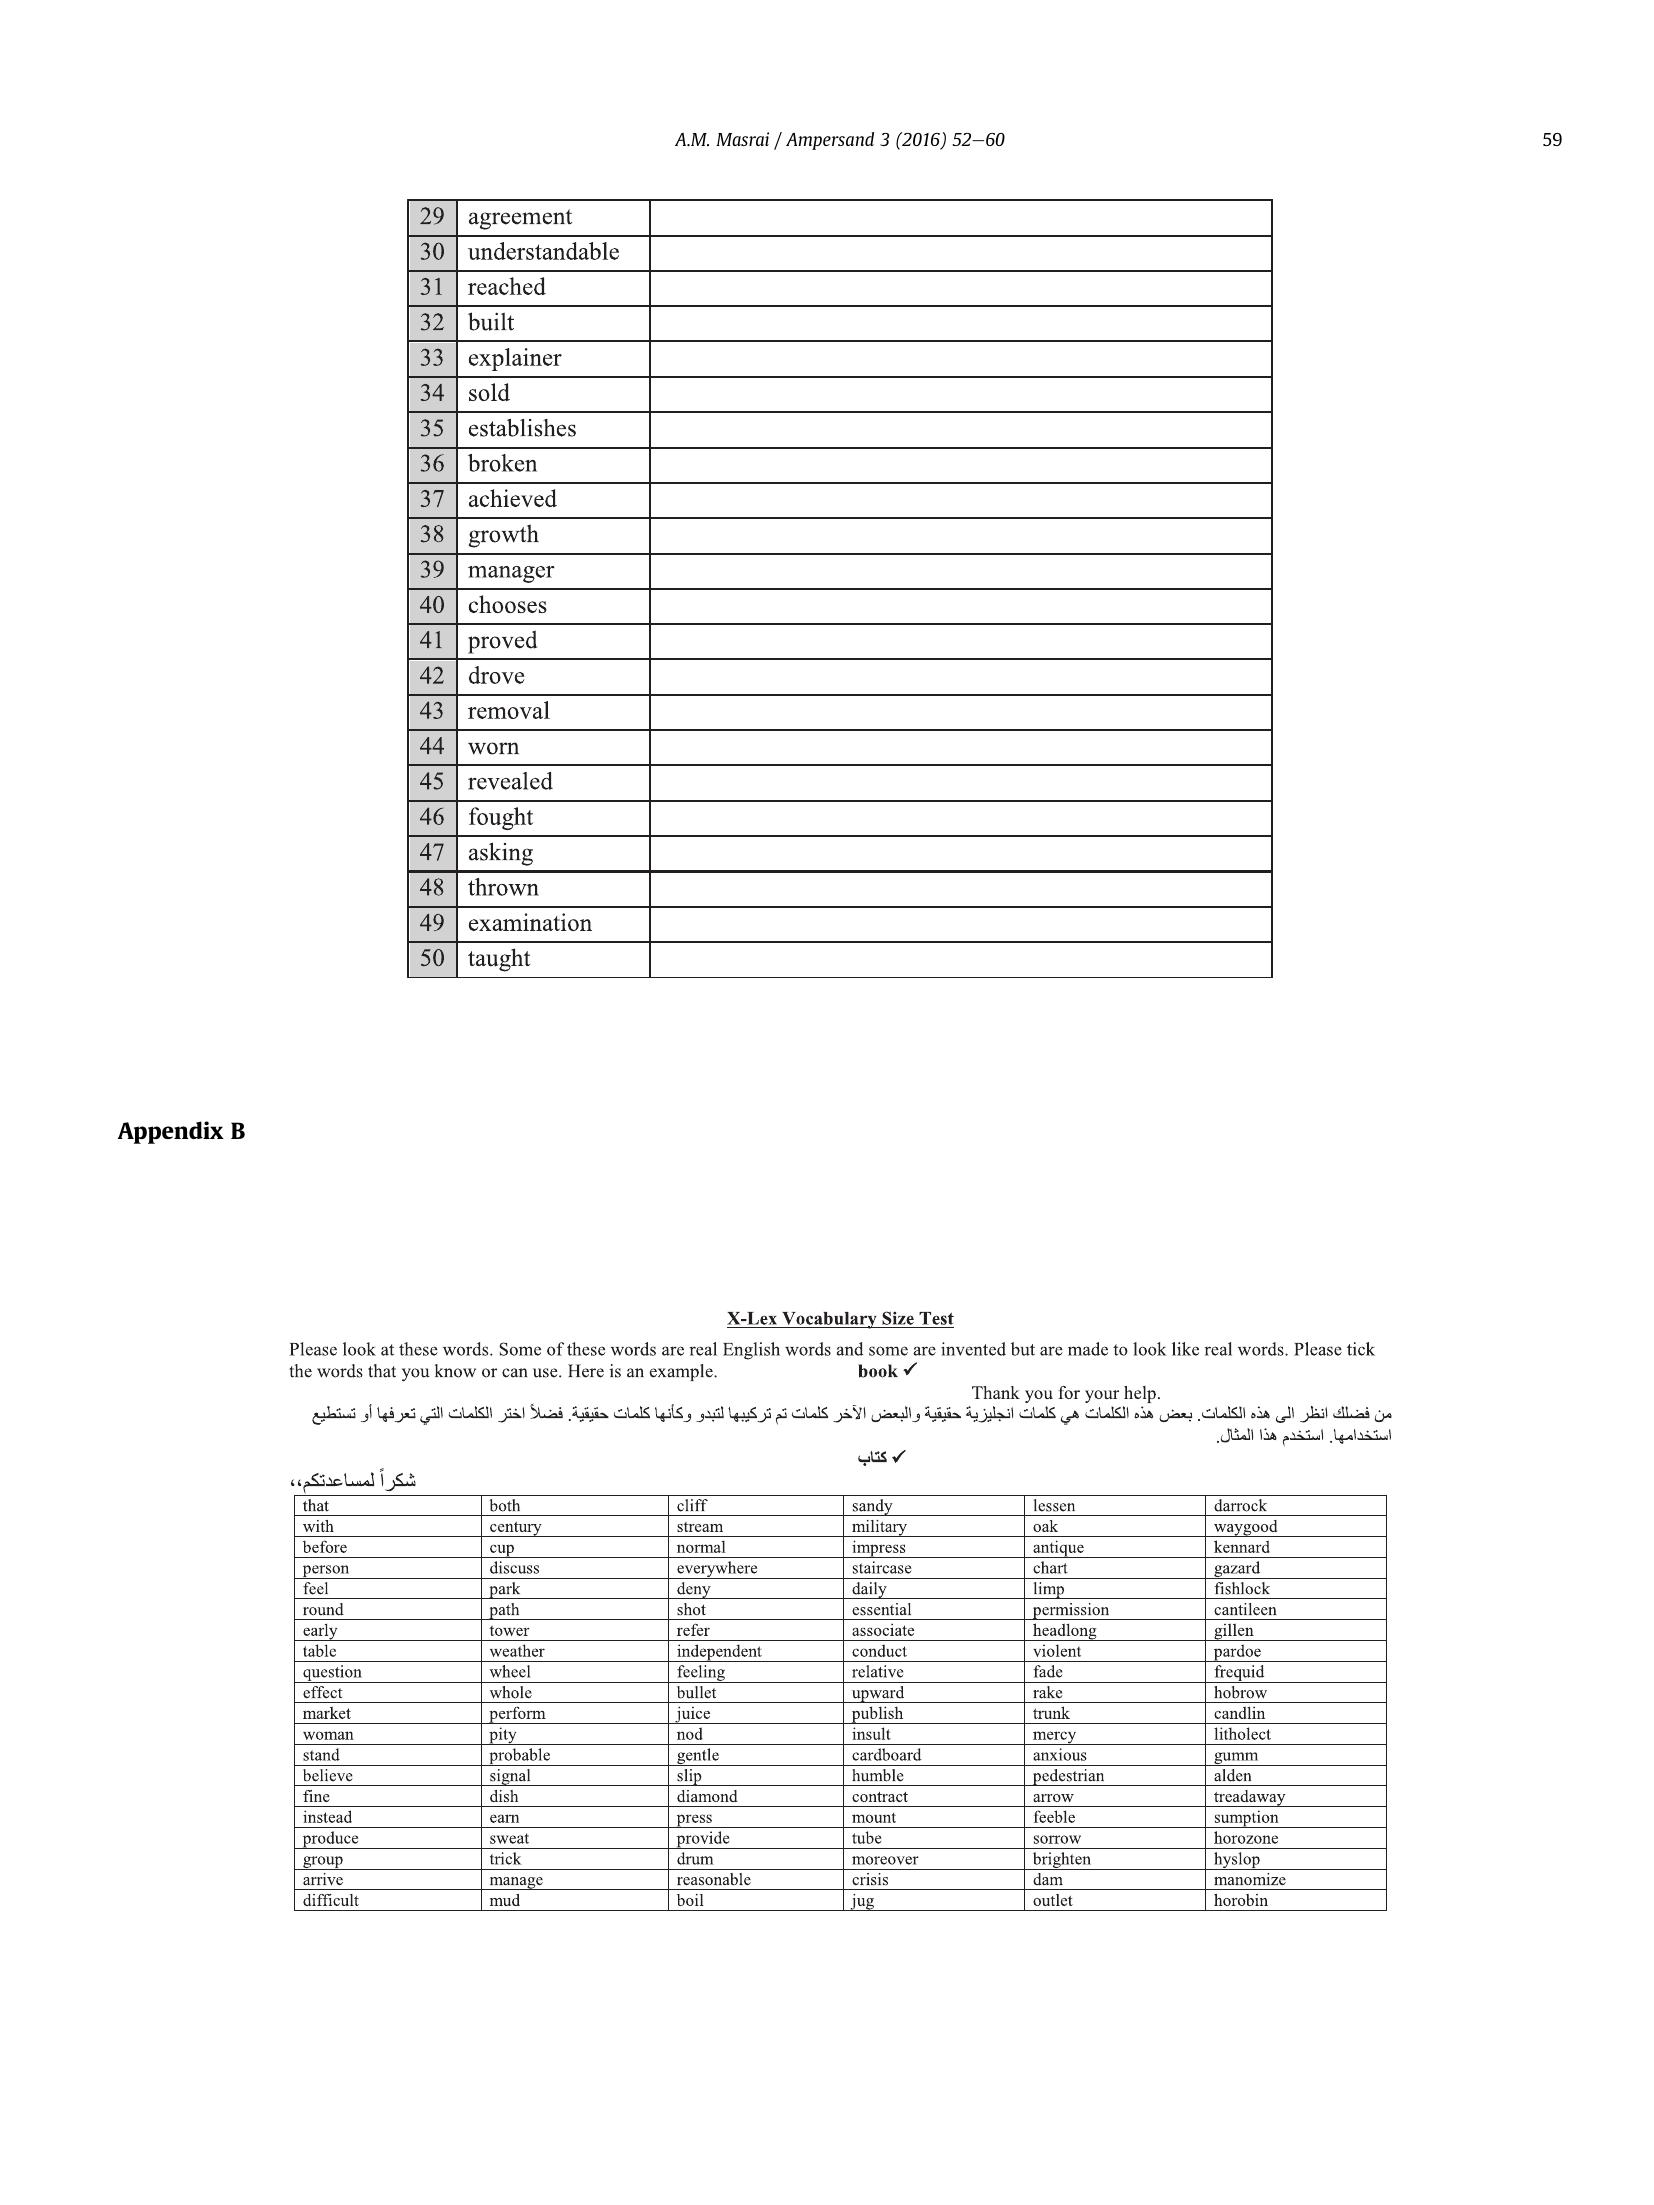 A.M. Masrai / Ampersand 3 (2016) 52–60 59
29 agreement
30 understandable
31 reached
32 built
33 explainer
34 sold
35 establishes
36 broken
37 achieved
38 growth
39 manager
40 chooses
41 proved
42 drove
43 removal
44 worn
45 revealed
46 fought
47 asking
48 thrown
49 examination
50 taught
Appendix B
X-Lex Vocabulary Size Test
Please look at these words. Some of these words are real English words and some are invented but are made to look like real words. Please tick
the words that you know or can use. Here is an example. book ✓
Thank you for your help.
من فضلك انظر الى هذه الكلمات. بعض هذه الكلمات هي كلمات انجليزية حقيقية والبعض الآخر كلمات تم تركيبها لتبدو وكأنها كلمات حقيقية. فضلاً اختر الكلمات التي تعرفها أو تستطيع
استخدامها. استخدم هذا المثال.
✓ كتاب
شكراً لمساعدتكم،،
that both cliff sandy lessen darrock
with century stream military oak waygood
before cup normal impress antique kennard
person discuss everywhere staircase chart gazard
feel park deny daily limp fishlock
round path shot essential permission cantileen
early tower refer associate headlong gillen
table weather independent conduct violent pardoe
question wheel feeling relative fade frequid
effect whole bullet upward rake hobrow
market perform juice publish trunk candlin
woman pity nod insult mercy litholect
stand probable gentle cardboard anxious gumm
believe signal slip humble pedestrian alden
fine dish diamond contract arrow treadaway
instead earn press mount feeble sumption
produce sweat provide tube sorrow horozone
group trick drum moreover brighten hyslop
arrive manage reasonable crisis dam manomize
difficult mud boil jug outlet horobin